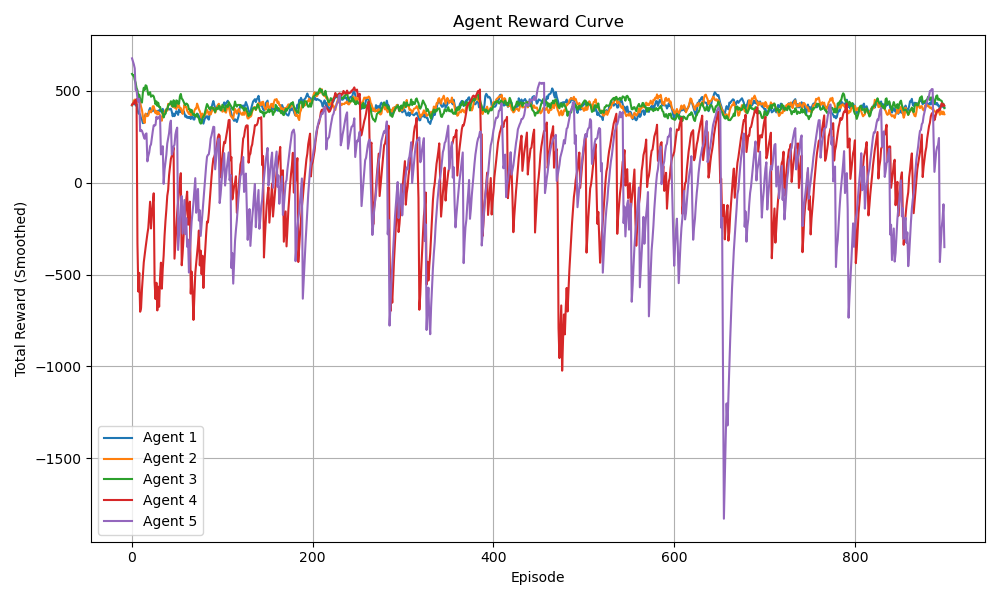 Agent Reward Curve
Total Reward (Smoothed)
500
0
−500
−1000
−1500
Agent 1
Agent 2
Agent 3
Agent 4
Agent 5
0 200 400 600 800
Episode